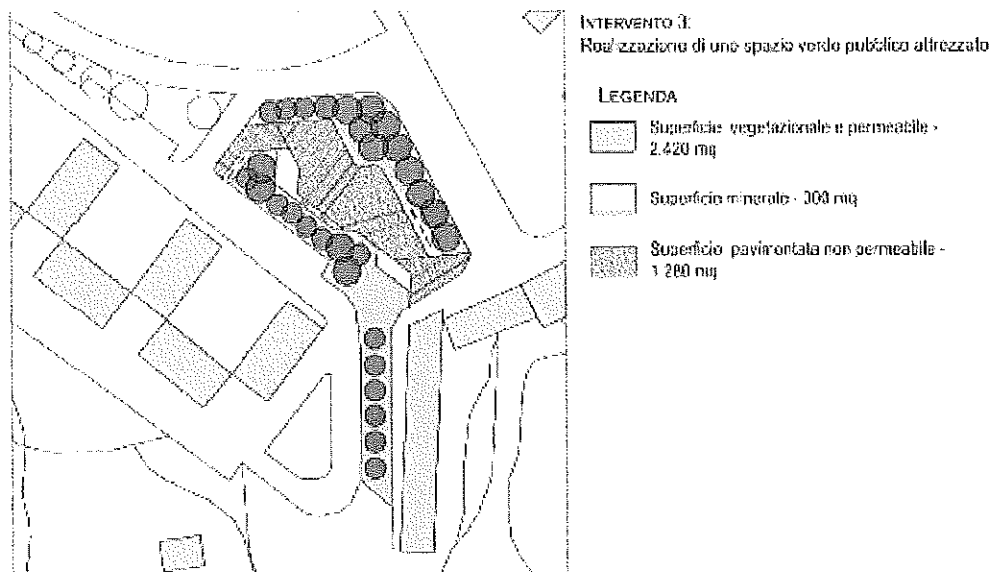 INTERVENTO 3:
Realizzazione di uno spazio verde pubblico attrezzato
LEGENDA
Superficie vegetazionale e permeabile -
2.420 mq
Superficie minerale - 300 mq
Superficie pavimentata non permeabile -
1.280 mq